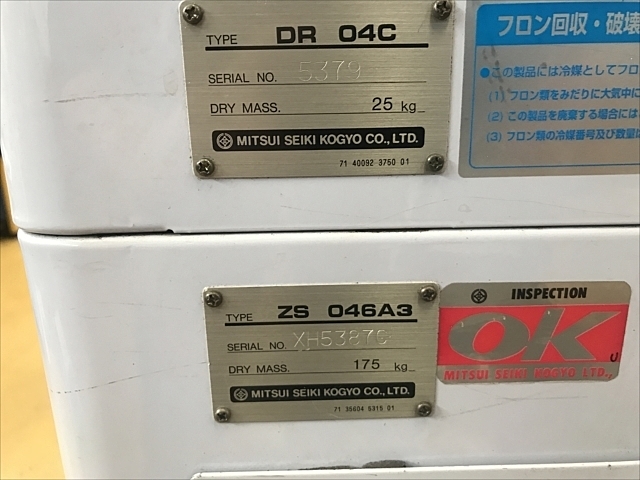 TYPE DR 04C
SERIAL NO. 5379
DRY MASS. 25 kg
MITSUI SEIKI KOGYO CO., LTD.
71 40092 3750 01
フロン回収・破壊
●この製品には冷媒としてフロ
(1) フロン類をみだりに大気中に
(2) この製品を廃棄する場合には
(3) フロン類の冷媒番号及び数量
TYPE ZS 046A3
SERIAL NO.
DRY MASS. 175 kg
MITSUI SEIKI KOGYO CO., LTD.
71 35604 5315 01
INSPECTION
OK
U
MITSUI SEIKI KOGYO LTD.,